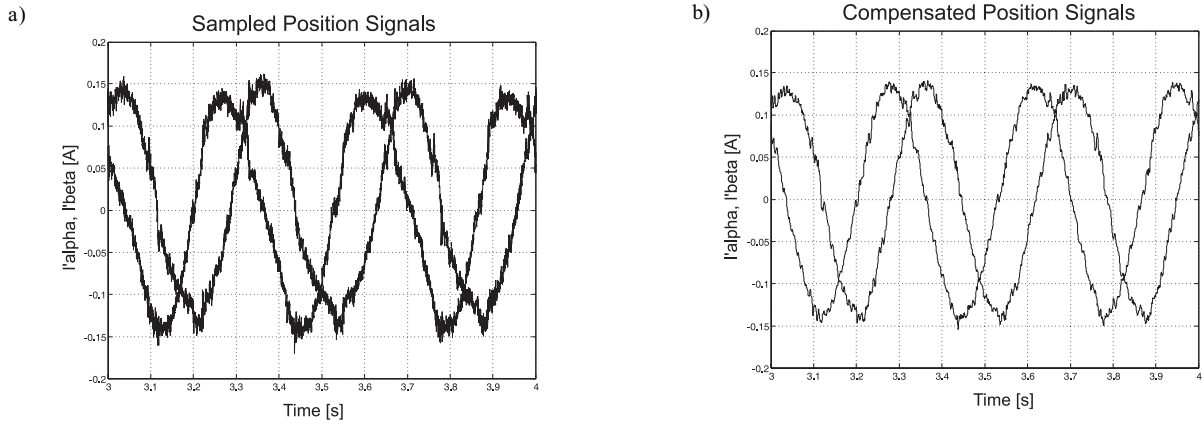 a)
Sampled Position Signals
0.2
0.15
0.1
0.05
0
-0.05
-0.1
-0.15
-0.2
I'alpha, I'beta [A]
3 3.1 3.2 3.3 3.4 3.5 3.6 3.7 3.8 3.9 4
Time [s]
b)
Compensated Position Signals
0.2
0.15
0.1
0.05
0
-0.05
-0.1
-0.15
-0.2
I'alpha, I'beta [A]
3 3.1 3.2 3.3 3.4 3.5 3.6 3.7 3.8 3.9 4
Time [s]